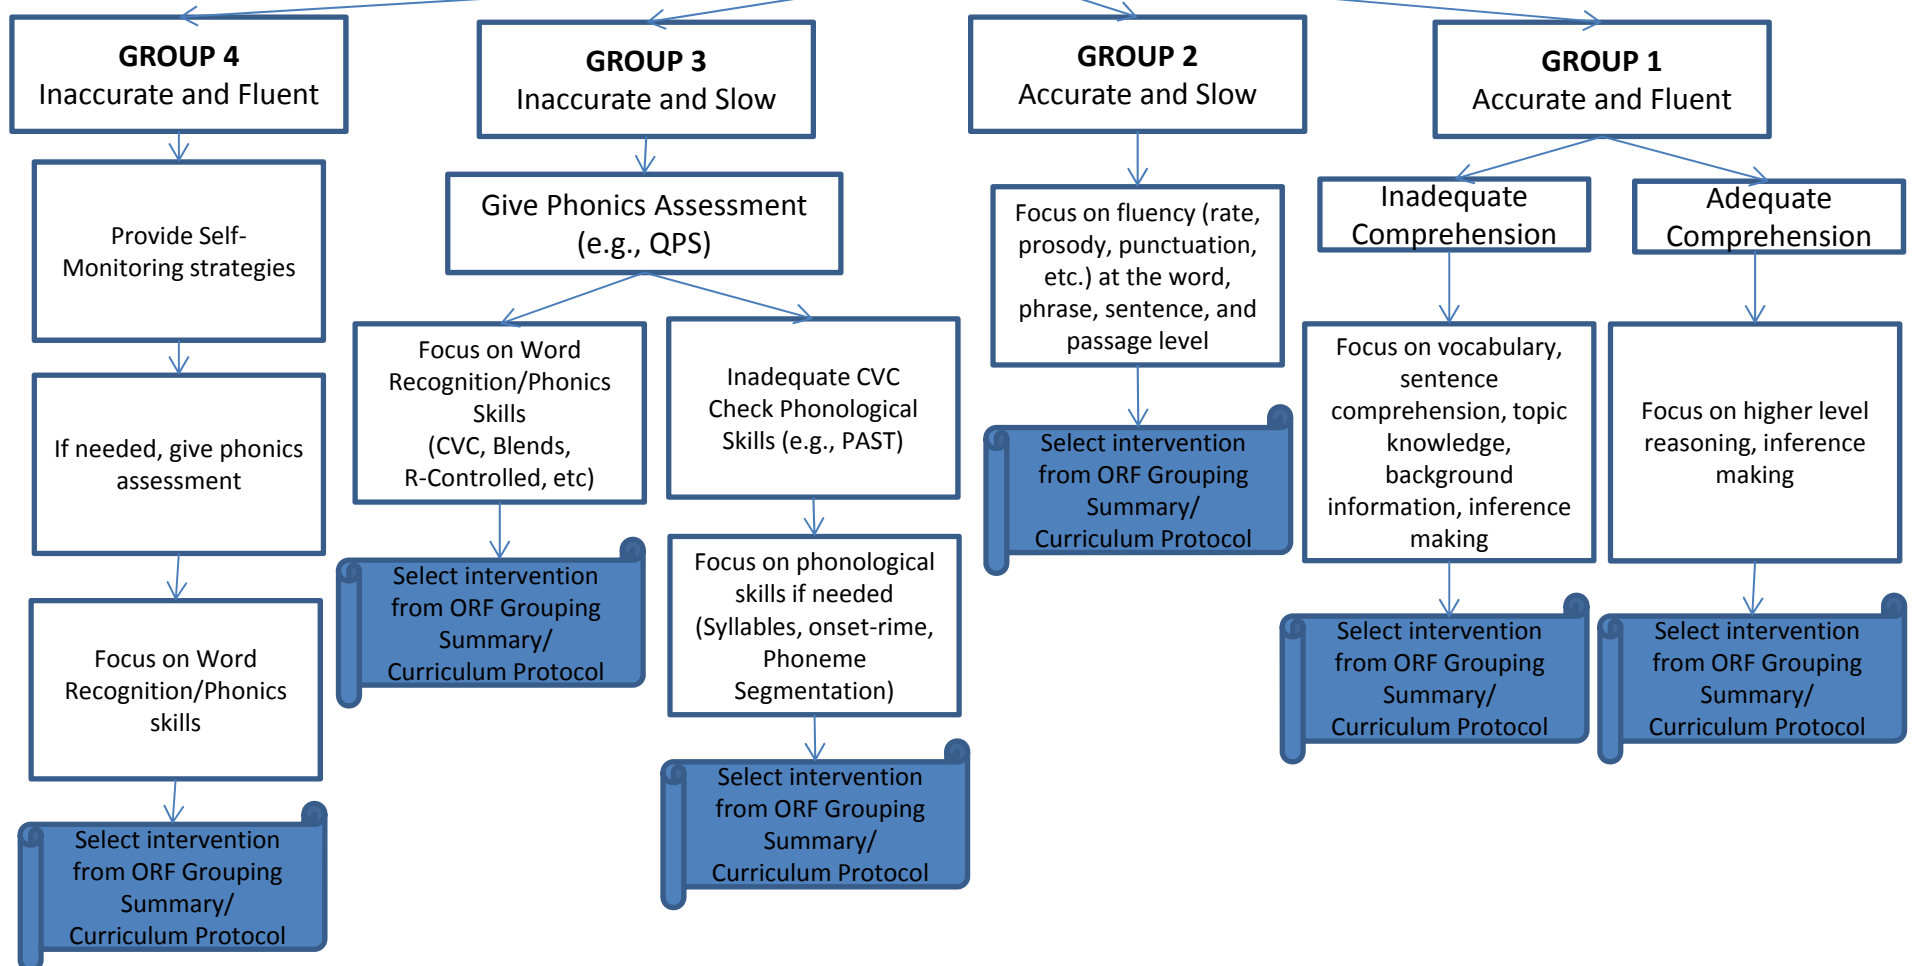 GROUP 4
Inaccurate and Fluent
Provide Self-
Monitoring strategies
If needed, give phonics
assessment
Focus on Word
Recognition/Phonics
skills
Select intervention
from ORF Grouping
Summary/
Curriculum Protocol
GROUP 3
Inaccurate and Slow
Give Phonics Assessment
(e.g., QPS)
Focus on Word
Recognition/Phonics
Skills
(CVC, Blends,
R-Controlled, etc)
Select intervention
from ORF Grouping
Summary/
Curriculum Protocol
Inadequate CVC
Check Phonological
Skills (e.g., PAST)
Focus on phonological
skills if needed
(Syllables, onset-rime,
Phoneme
Segmentation)
Select intervention
from ORF Grouping
Summary/
Curriculum Protocol
GROUP 2
Accurate and Slow
Focus on fluency (rate,
prosody, punctuation,
etc.) at the word,
phrase, sentence, and
passage level
Select intervention
from ORF Grouping
Summary/
Curriculum Protocol
GROUP 1
Accurate and Fluent
Inadequate
Comprehension
Focus on vocabulary,
sentence
comprehension, topic
knowledge,
background
information, inference
making
Select intervention
from ORF Grouping
Summary/
Curriculum Protocol
Adequate
Comprehension
Focus on higher level
reasoning, inference
making
Select intervention
from ORF Grouping
Summary/
Curriculum Protocol